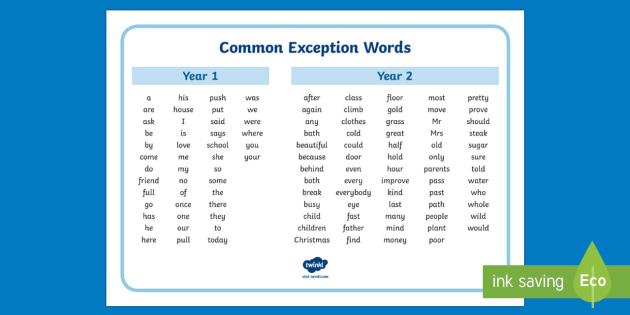 Common Exception Words
Year 1 Year 2
a his push was after class floor most pretty
are house put we again climb gold move prove
ask I said were any clothes grass Mr should
be is says where bath cold great Mrs steak
by love school you beautiful could half old sugar
come me she your because door hold only sure
do my so behind even hour parents told
friend no some both every improve pass water
full of the break everybody kind past who
go once there busy eye last path whole
has one they child fast many people wild
he our to children father mind plant would
here pull today Christmas find money poor
twinkl
visit twinkl.com
ink saving Eco